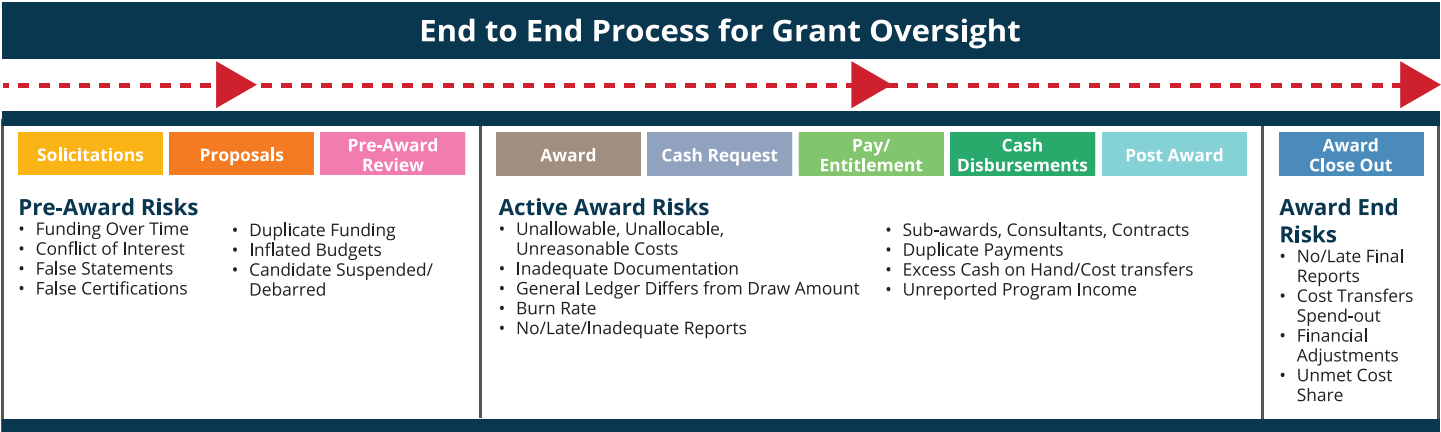 End to End Process for Grant Oversight
Solicitations
Proposals
Pre-Award
Review
Award
Cash Request
Pay/
Entitlement
Cash
Disbursements
Post Award
Award
Close Out
Pre-Award Risks
• Funding Over Time
• Conflict of Interest
• False Statements
• False Certifications
• Duplicate Funding
• Inflated Budgets
• Candidate Suspended/
Debarred
Active Award Risks
• Unallowable, Unallocable,
Unreasonable Costs
• Inadequate Documentation
• General Ledger Differs from Draw Amount
• Burn Rate
• No/Late/Inadequate Reports
• Sub-awards, Consultants, Contracts
• Duplicate Payments
• Excess Cash on Hand/Cost transfers
• Unreported Program Income
Award End
Risks
• No/Late Final
Reports
• Cost Transfers
Spend-out
• Financial
Adjustments
• Unmet Cost
Share